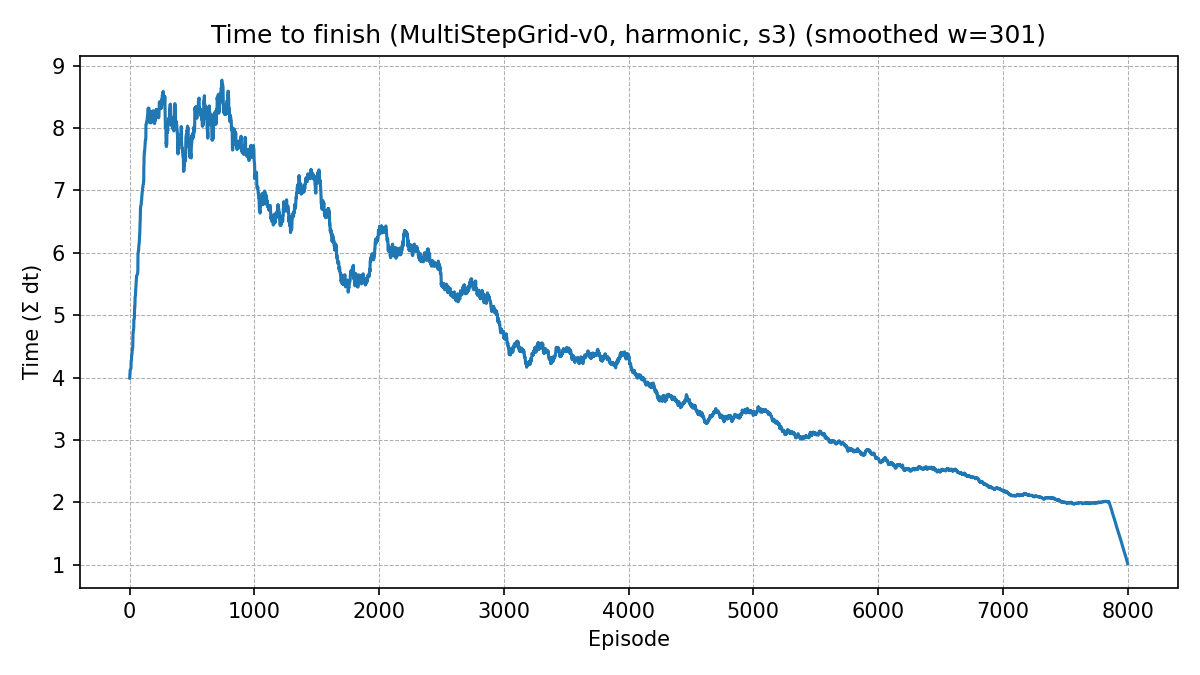 Time to finish (MultiStepGrid-v0, harmonic, s3) (smoothed w=301)
9
8
7
6
5
4
3
2
1
Time (Σ dt)
0 1000 2000 3000 4000 5000 6000 7000 8000
Episode